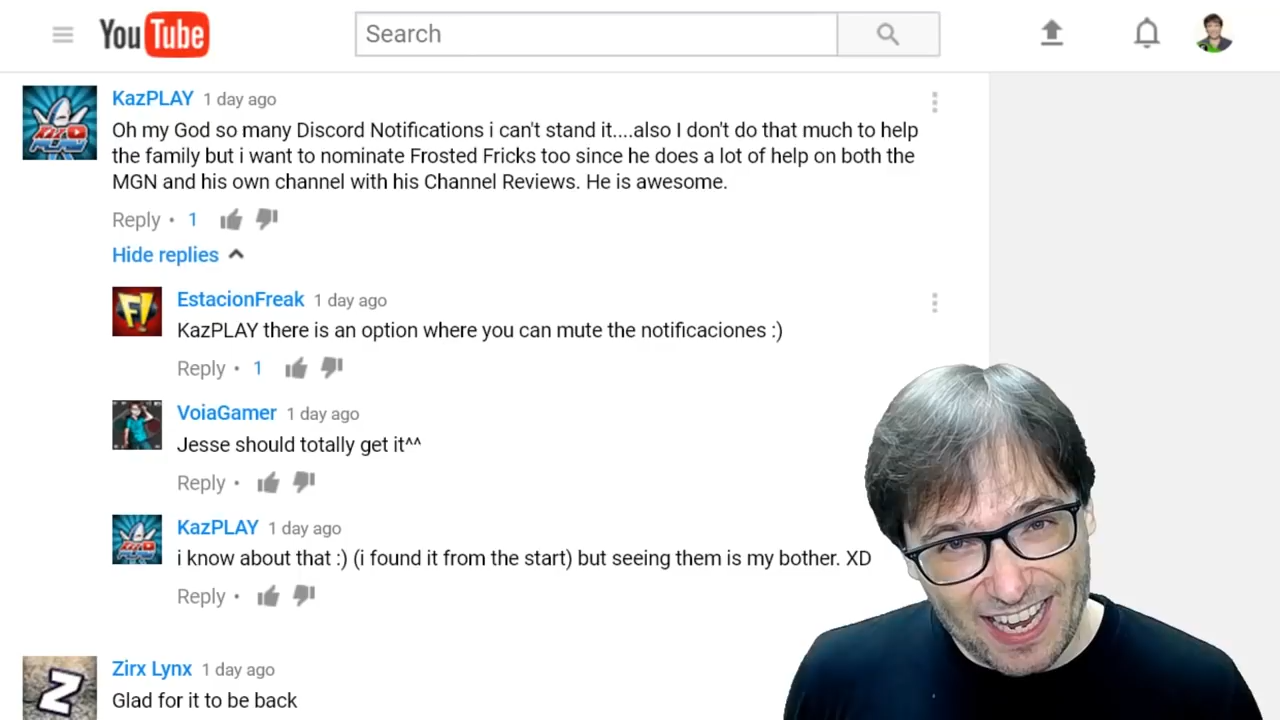 YouTube
Search
KazPLAY 1 day ago
Oh my God so many Discord Notifications i can't stand it....also I don't do that much to help
the family but i want to nominate Frosted Fricks too since he does a lot of help on both the
MGN and his own channel with his Channel Reviews. He is awesome.
Reply • 1
Hide replies
F!
EstacionFreak 1 day ago
KazPLAY there is an option where you can mute the notificaciones :)
Reply • 1
VoiaGamer 1 day ago
Jesse should totally get it^^
Reply •
KazPLAY 1 day ago
i know about that :) (i found it from the start) but seeing them is my bother. XD
Reply •
Z
Zirx Lynx 1 day ago
Glad for it to be back